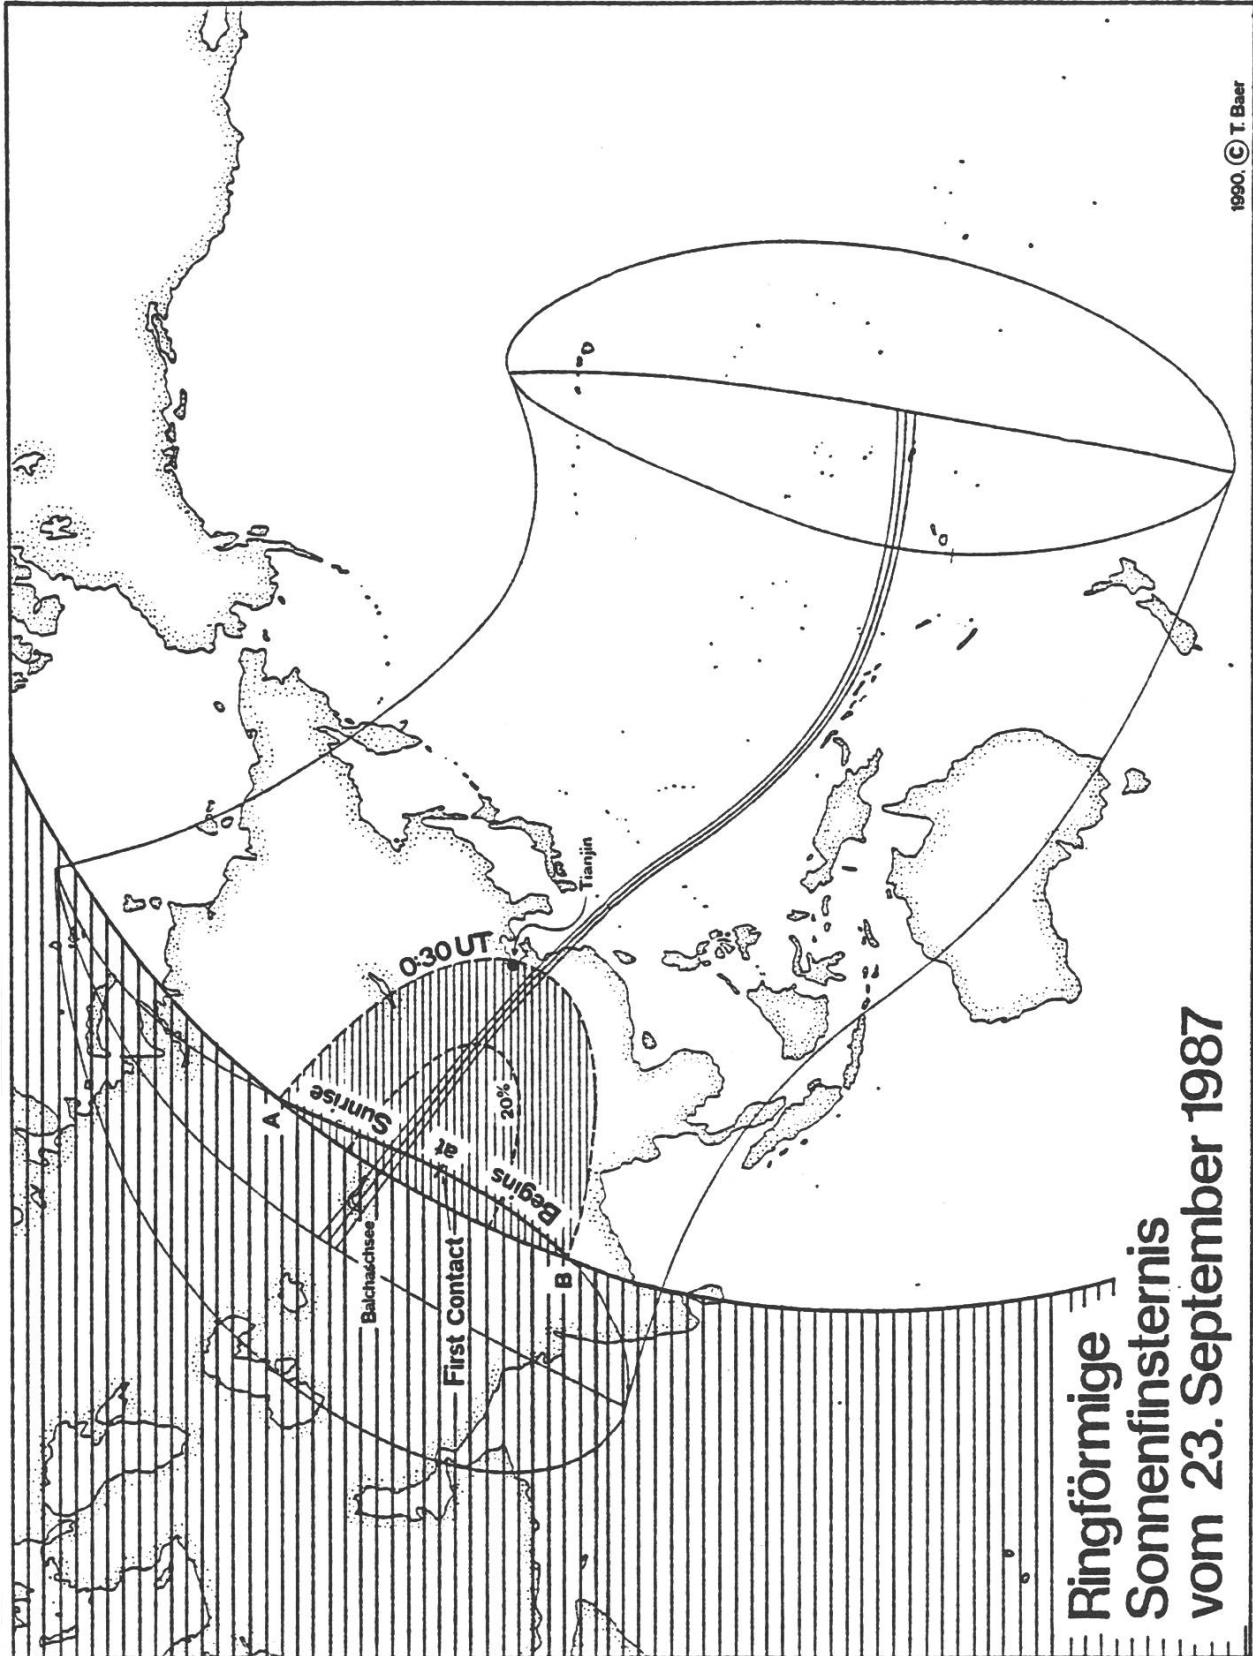 0:30 UT
Tianjin
A
Sunrise
at
Begins
20%
Balchaschsee
First Contact
B
Ringförmige
Sonnenfinsternis
vom 23. September 1987
1990, © T. Baer